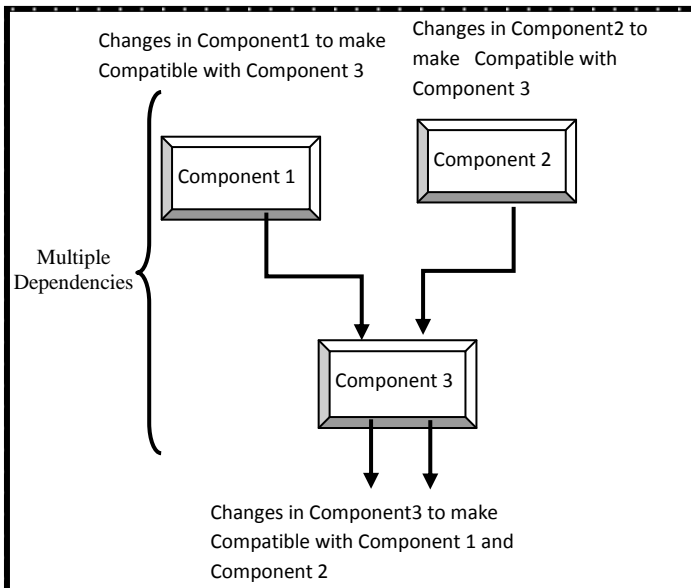 Changes in Component1 to make
Compatible with Component 3
Changes in Component2 to
make Compatible with
Component 3
Component 1
Component 2
Multiple
Dependencies
Component 3
Changes in Component3 to make
Compatible with Component 1 and
Component 2